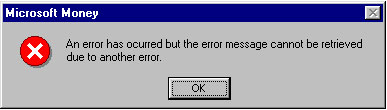 Microsoft Money
An error has ocurred but the error message cannot be retrieved
due to another error.
OK